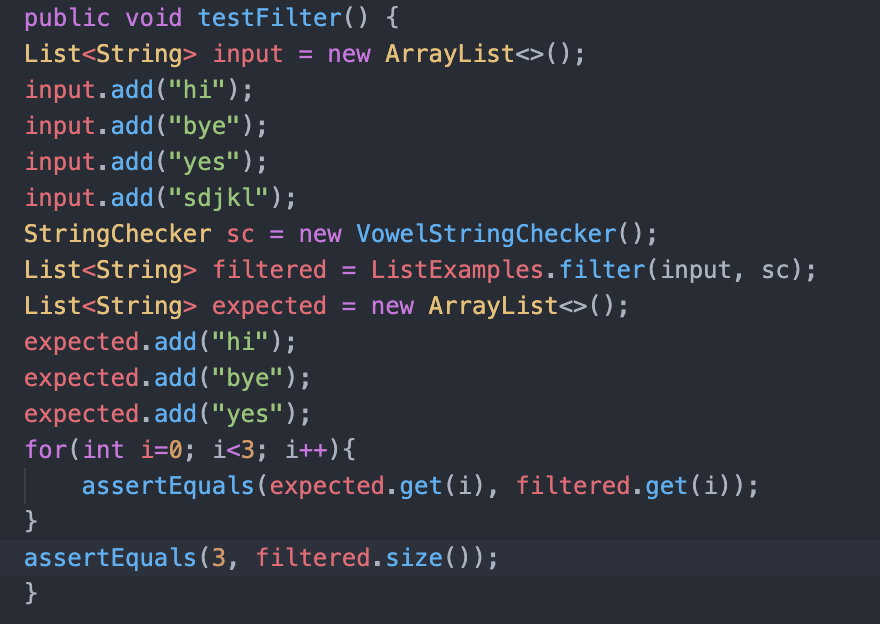 public void testFilter() {
List<String> input = new ArrayList<>();
input.add("hi");
input.add("bye");
input.add("yes");
input.add("sdjkl");
StringChecker sc = new VowelStringChecker();
List<String> filtered = ListExamples.filter(input, sc);
List<String> expected = new ArrayList<>();
expected.add("hi");
expected.add("bye");
expected.add("yes");
for(int i=0; i<3; i++){
    assertEquals(expected.get(i), filtered.get(i));
}
assertEquals(3, filtered.size());
}